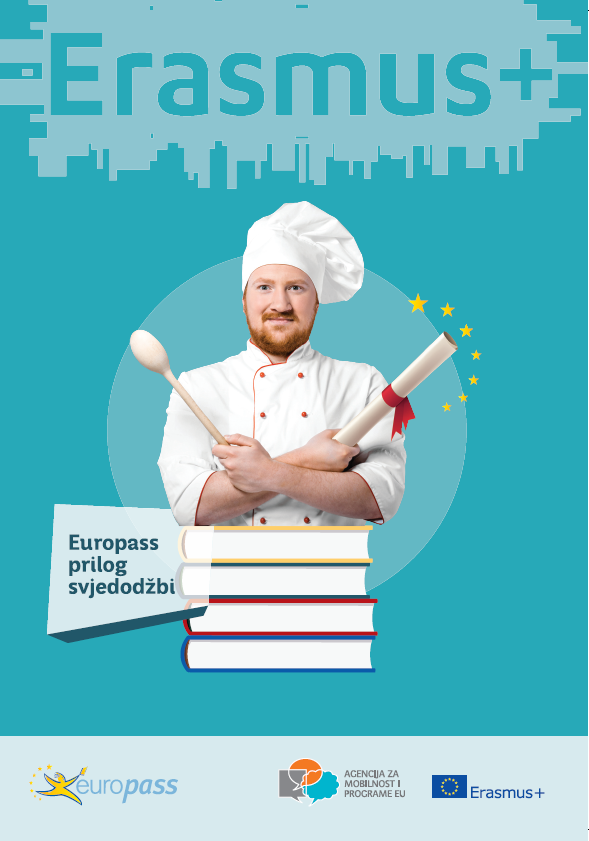 Erasmus+
Europass
prilog
svjedodžbi
europass
AGENCIJA ZA
MOBILNOST I
PROGRAME EU
Erasmus+